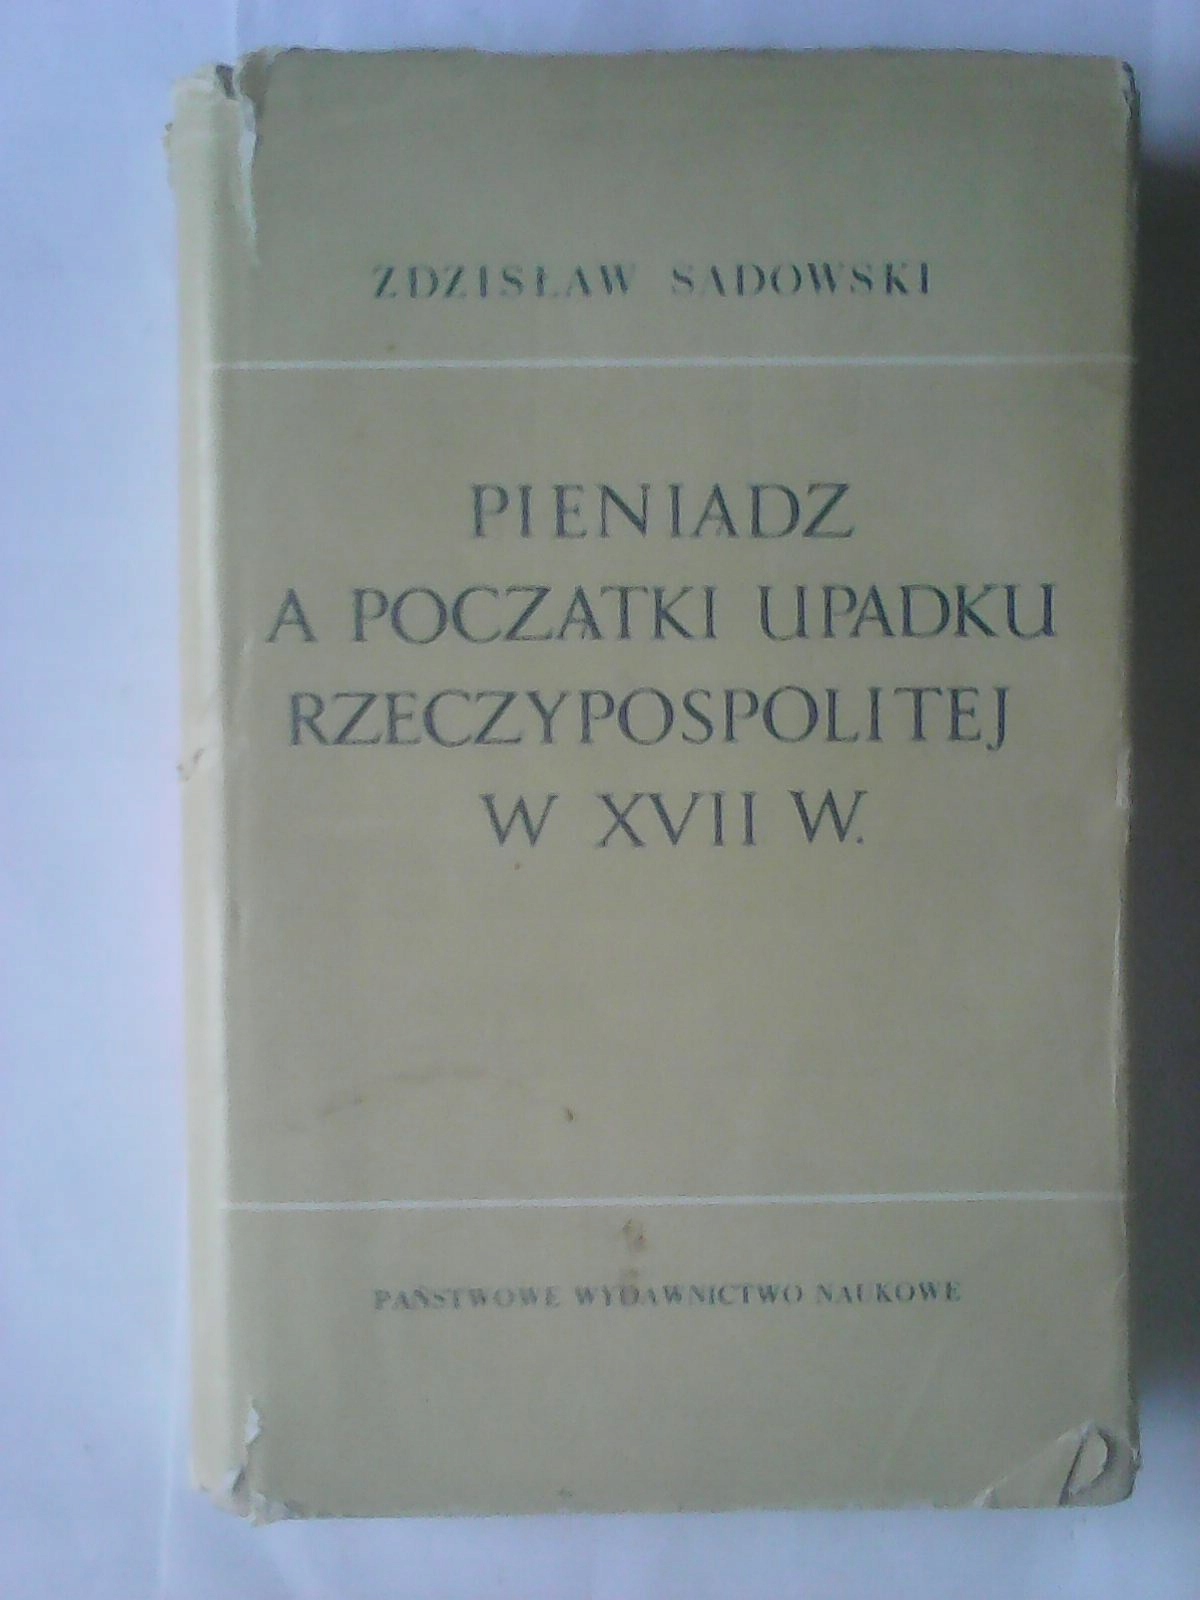 ZDZISŁAW SADOWSKI
PIENIĄDZ
A POCZĄTKI UPADKU
RZECZYPOSPOLITEJ
W XVII W.
PAŃSTWOWE WYDAWNICTWO NAUKOWE